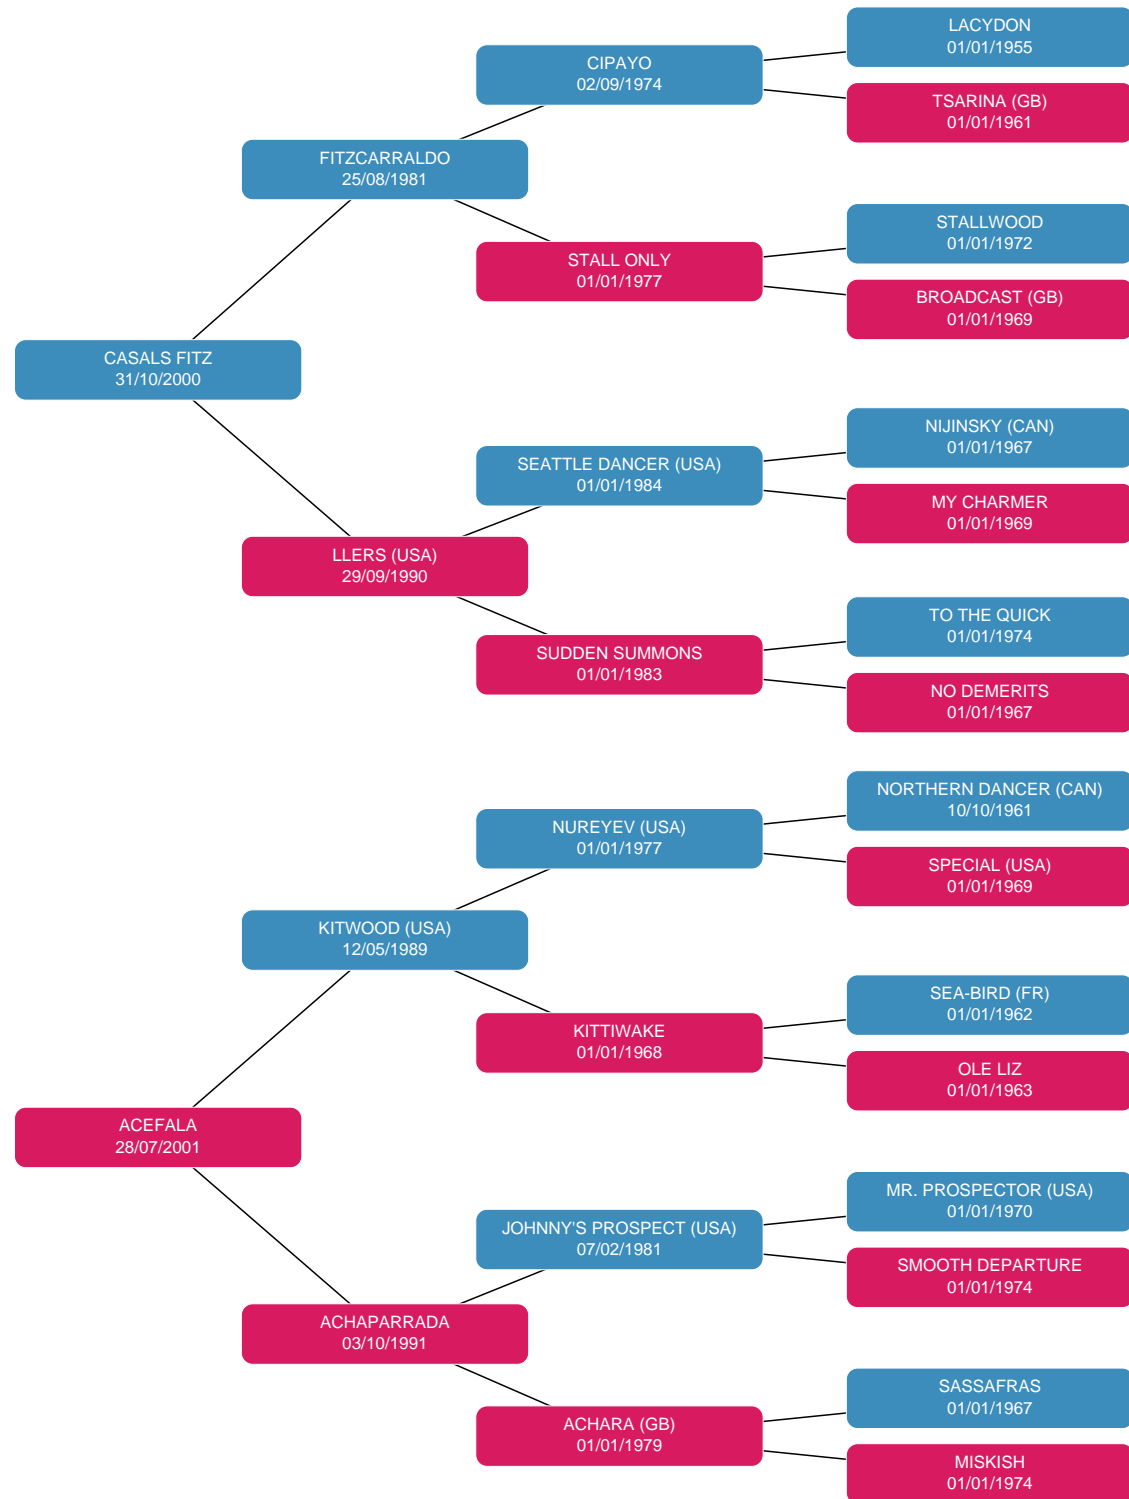 LACYDON
01/01/1955
CIPAYO
02/09/1974
TSARINA (GB)
01/01/1961
FITZCARRALDO
25/08/1981
STALLWOOD
01/01/1972
STALL ONLY
01/01/1977
BROADCAST (GB)
01/01/1969
CASALS FITZ
31/10/2000
NIJINSKY (CAN)
01/01/1967
SEATTLE DANCER (USA)
01/01/1984
MY CHARMER
01/01/1969
LLERS (USA)
29/09/1990
TO THE QUICK
01/01/1974
SUDDEN SUMMONS
01/01/1983
NO DEMERITS
01/01/1967
NORTHERN DANCER (CAN)
10/10/1961
NUREYEV (USA)
01/01/1977
SPECIAL (USA)
01/01/1969
KITWOOD (USA)
12/05/1989
SEA-BIRD (FR)
01/01/1962
KITTIWAKE
01/01/1968
OLE LIZ
01/01/1963
ACEFALA
28/07/2001
MR. PROSPECTOR (USA)
01/01/1970
JOHNNY'S PROSPECT (USA)
07/02/1981
SMOOTH DEPARTURE
01/01/1974
ACHAPARRADA
03/10/1991
SASSAFRAS
01/01/1967
ACHARA (GB)
01/01/1979
MISKISH
01/01/1974